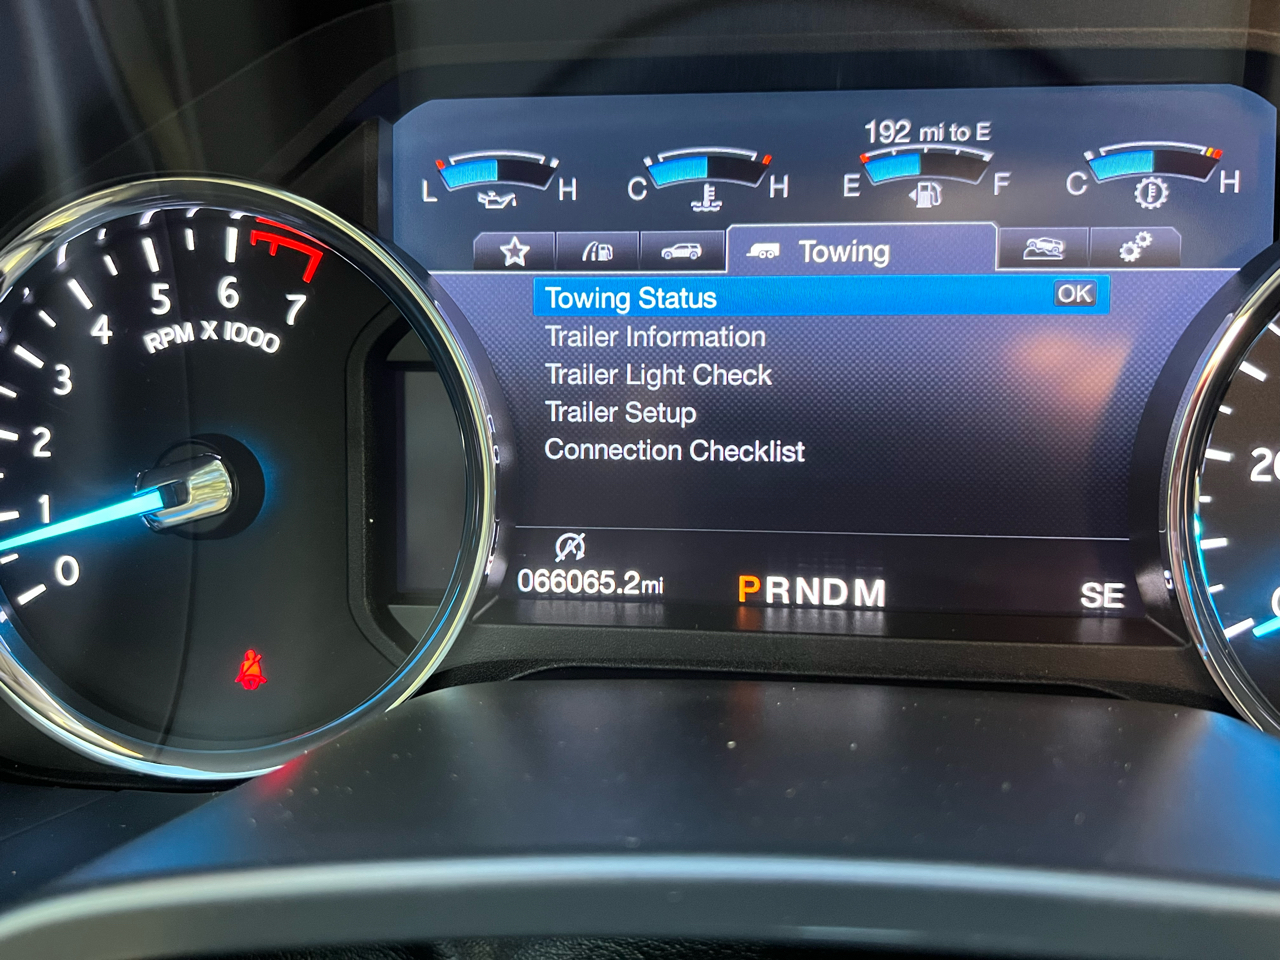 192 mi to E
L H C H E F C H
Towing
Towing Status OK
Trailer Information
Trailer Light Check
Trailer Setup
Connection Checklist
066065.2mi PRNDM SE
0
1
2
3
4
5
6
7
RPM X 1000
20